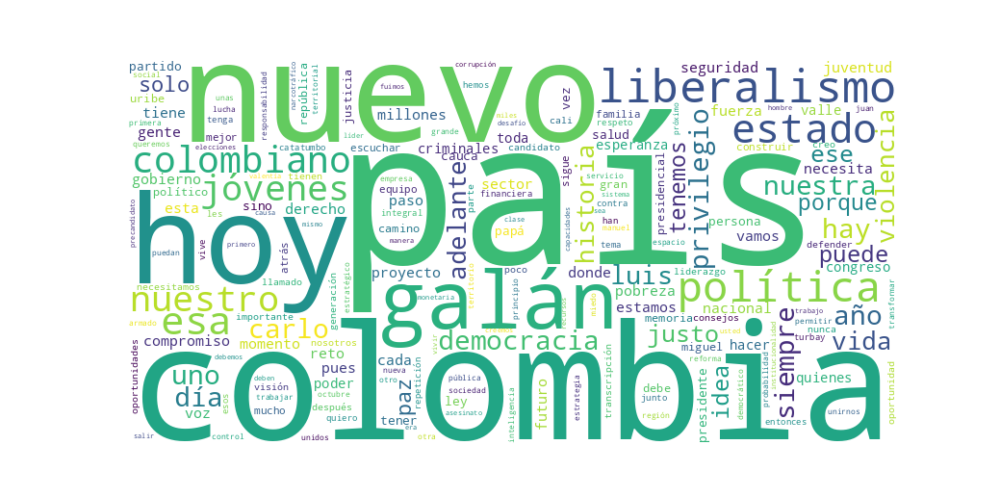 nuevo
país
hoy
colombia
galán
liberalismo
estado
política
colombiano
jóvenes
nuestro
esa
carlo
uno
día
democracia
adelante
historia
privilegio
tenemos
violencia
nuestra
porque
ese
hay
puede
año
vida
siempre
justo
idea
luis
paz
partido
solo
uribe
tiene
gente
mejor
república
justicia
millones
vez
cali
familia
seguridad
juventud
fuerza
valle
salud
esperanza
toda
criminales
cauca
candidato
escuchar
catatumbo
gobierno
político
esta
sino
derecho
les
atrás
vive
equipo
paso
integral
camino
manera
empresa
sector
financiera
gran
papá
parte
sigue
servicio
sistema
contra
han
manuel
tema
espacio
presidencial
persona
vamos
construir
creo
necesita
defender
congreso
liderazgo
pobreza
estamos
memoria
nacional
consejos
permitir
trabajo
nunca
turbay
miguel
hacer
reforma
presidente
democrático
probabilidad
institucionalidad
unirnos
entonces
quienes
oportunidad
transformar
debe
junto
región
transcripción
futuro
estrategia
inteligencia
asesinato
sociedad
pública
ley
tener
otra
era
otro
nueva
cada
repetición
pues
reto
nosotros
poder
después
quiero
octubre
deban
trabajar
visión
mucho
voz
esos
debemos
control
unidos
salir
oportunidades
compromiso
momento
importante
armado
necesitamos
llamado
generación
estratégico
proyecto
poco
donde
principio
territorio
monetaria
recursos
vivir
capacidades
clase
causa
mismo
primero
puedan
precandidato
tienen
queremos
elecciones
primera
social
unas
lucha
tenga
responsabilidad
narcotráfico
territorial
líder
grande
fuimos
hemos
corrupción
miles
desafío
respeto
próximo
hombre
juan
sea